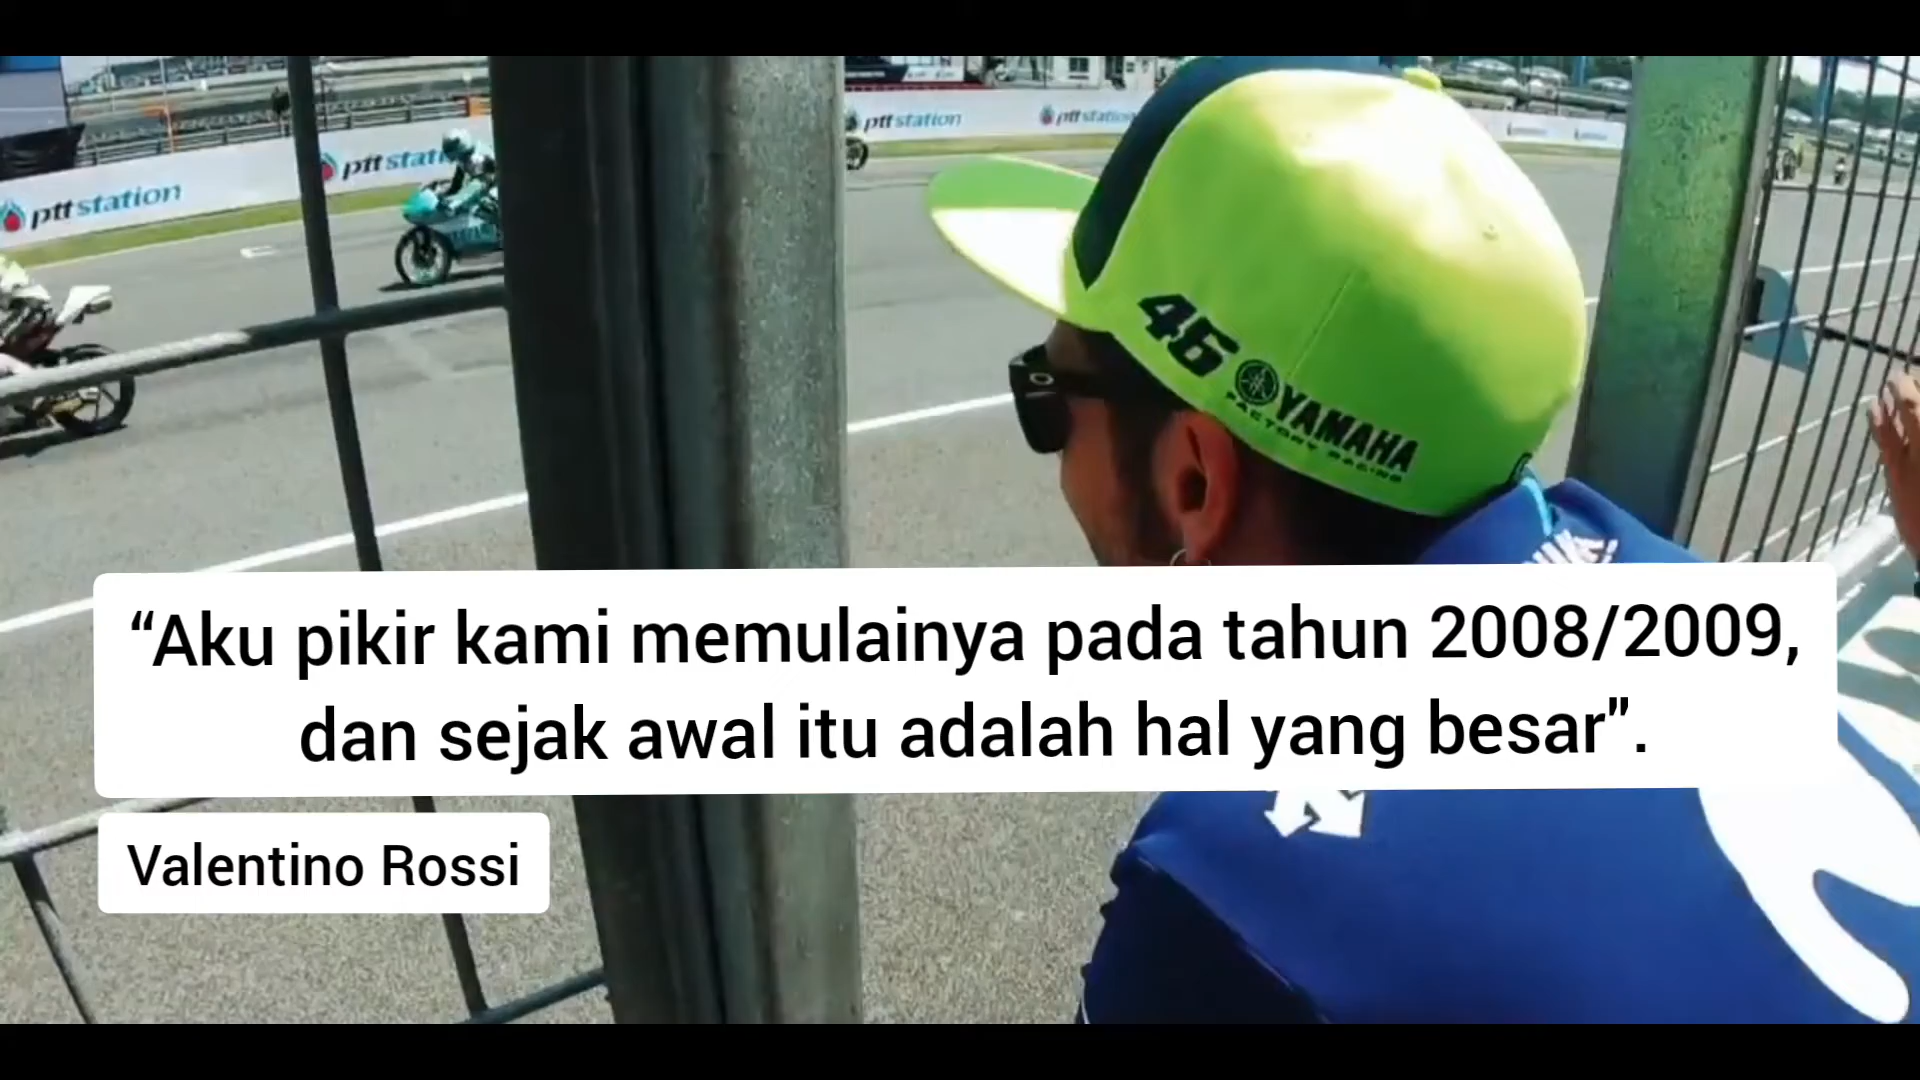 ptt station
ptt stati
ptt station
ptt station
46
YAMAHA
FACTORY RACING
“Aku pikir kami memulainya pada tahun 2008/2009,
dan sejak awal itu adalah hal yang besar”.
Valentino Rossi